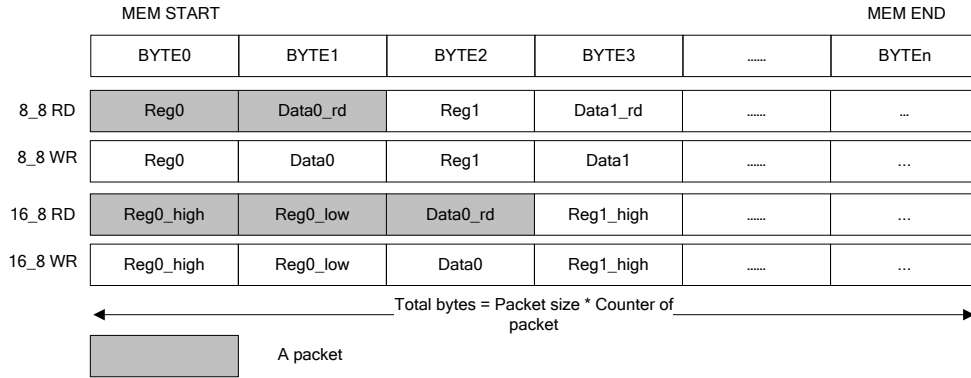 MEM START MEM END
BYTE0 BYTE1 BYTE2 BYTE3 ...... BYTEn
8_8 RD Reg0 Data0_rd Reg1 Data1_rd ...... ...
8_8 WR Reg0 Data0 Reg1 Data1 ...... ...
16_8 RD Reg0_high Reg0_low Data0_rd Reg1_high ...... ...
16_8 WR Reg0_high Reg0_low Data0 Reg1_high ...... ...
Total bytes = Packet size * Counter of
packet
A packet